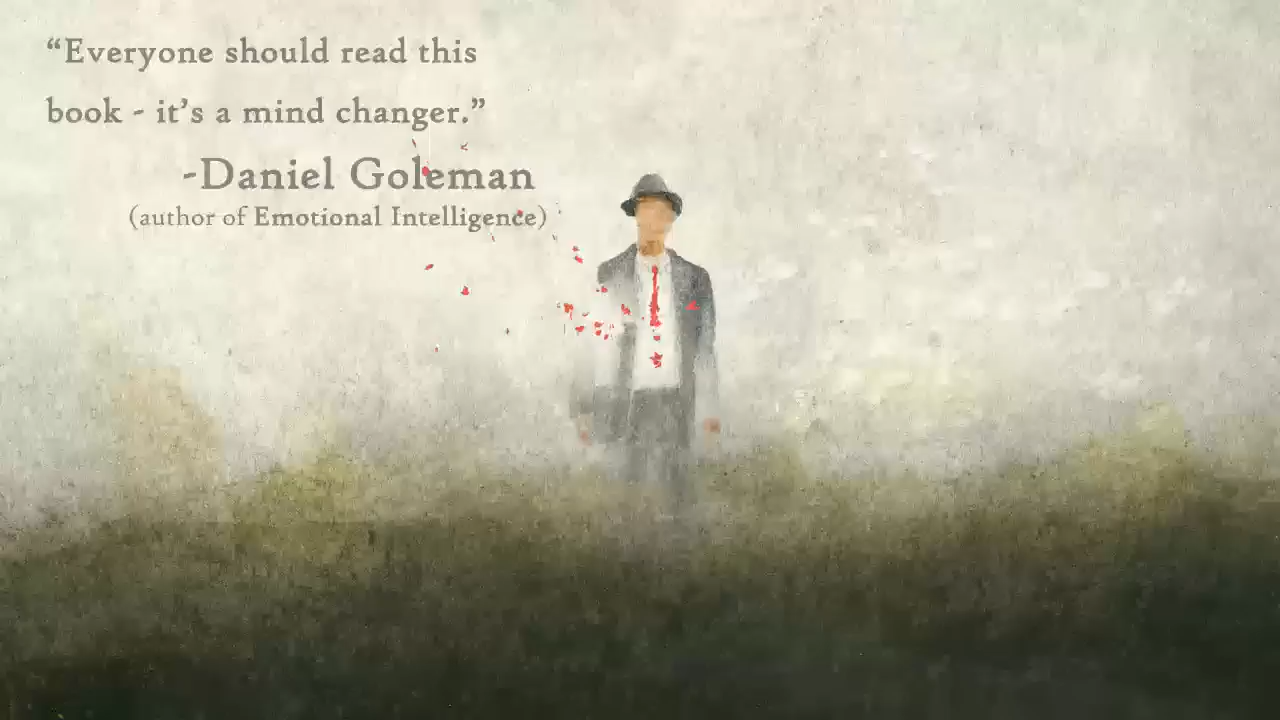 “Everyone should read this
book - it’s a mind changer.”
-Daniel Goleman
(author of Emotional Intelligence)